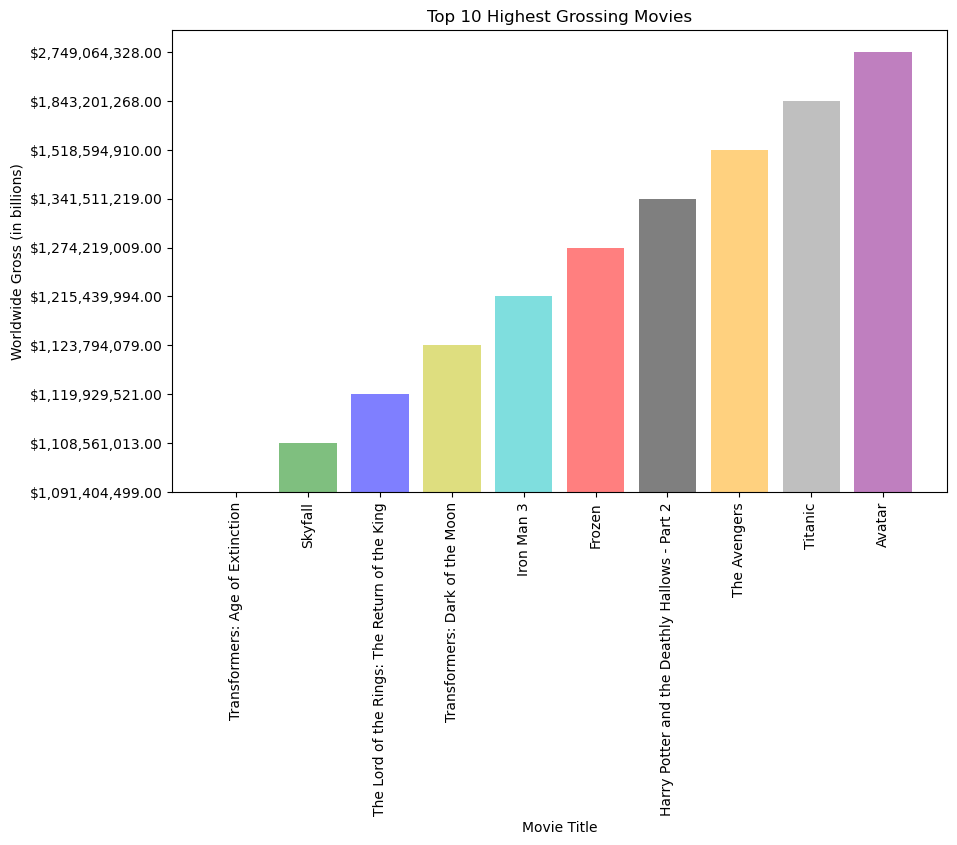 Top 10 Highest Grossing Movies
Worldwide Gross (in billions)
$2,749,064,328.00
$1,843,201,268.00
$1,518,594,910.00
$1,341,511,219.00
$1,274,219,009.00
$1,215,439,994.00
$1,123,794,079.00
$1,119,929,521.00
$1,108,561,013.00
$1,091,404,499.00
Transformers: Age of Extinction
Skyfall
The Lord of the Rings: The Return of the King
Transformers: Dark of the Moon
Iron Man 3
Frozen
Harry Potter and the Deathly Hallows - Part 2
The Avengers
Titanic
Avatar
Movie Title